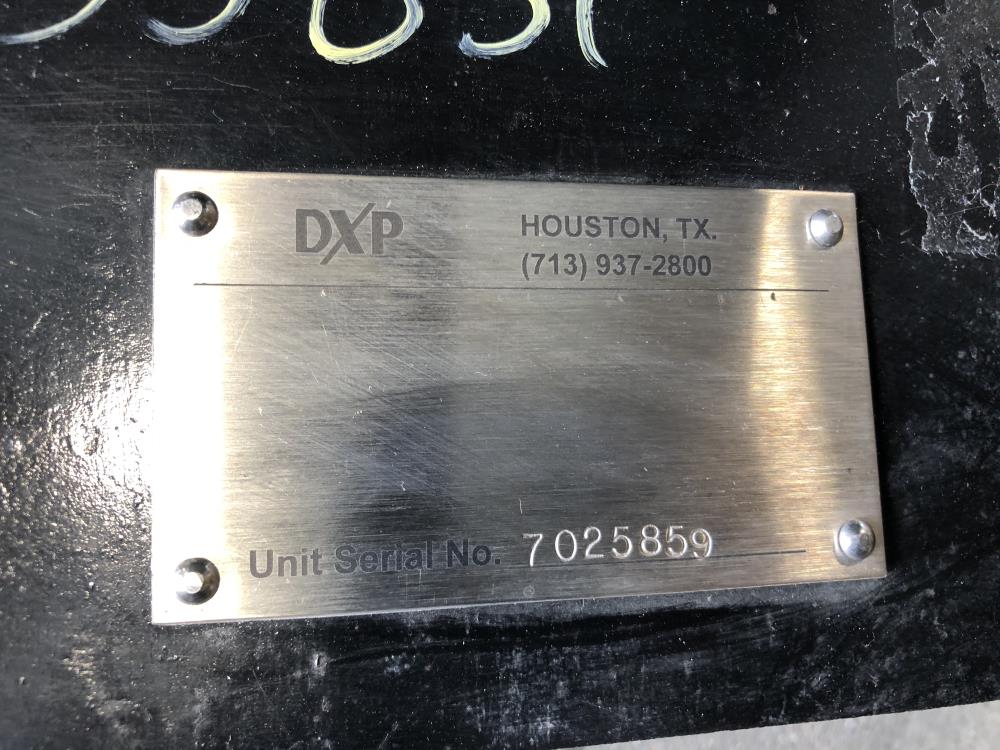 DXP
HOUSTON, TX.
(713) 937-2800
Unit Serial No. 7025859